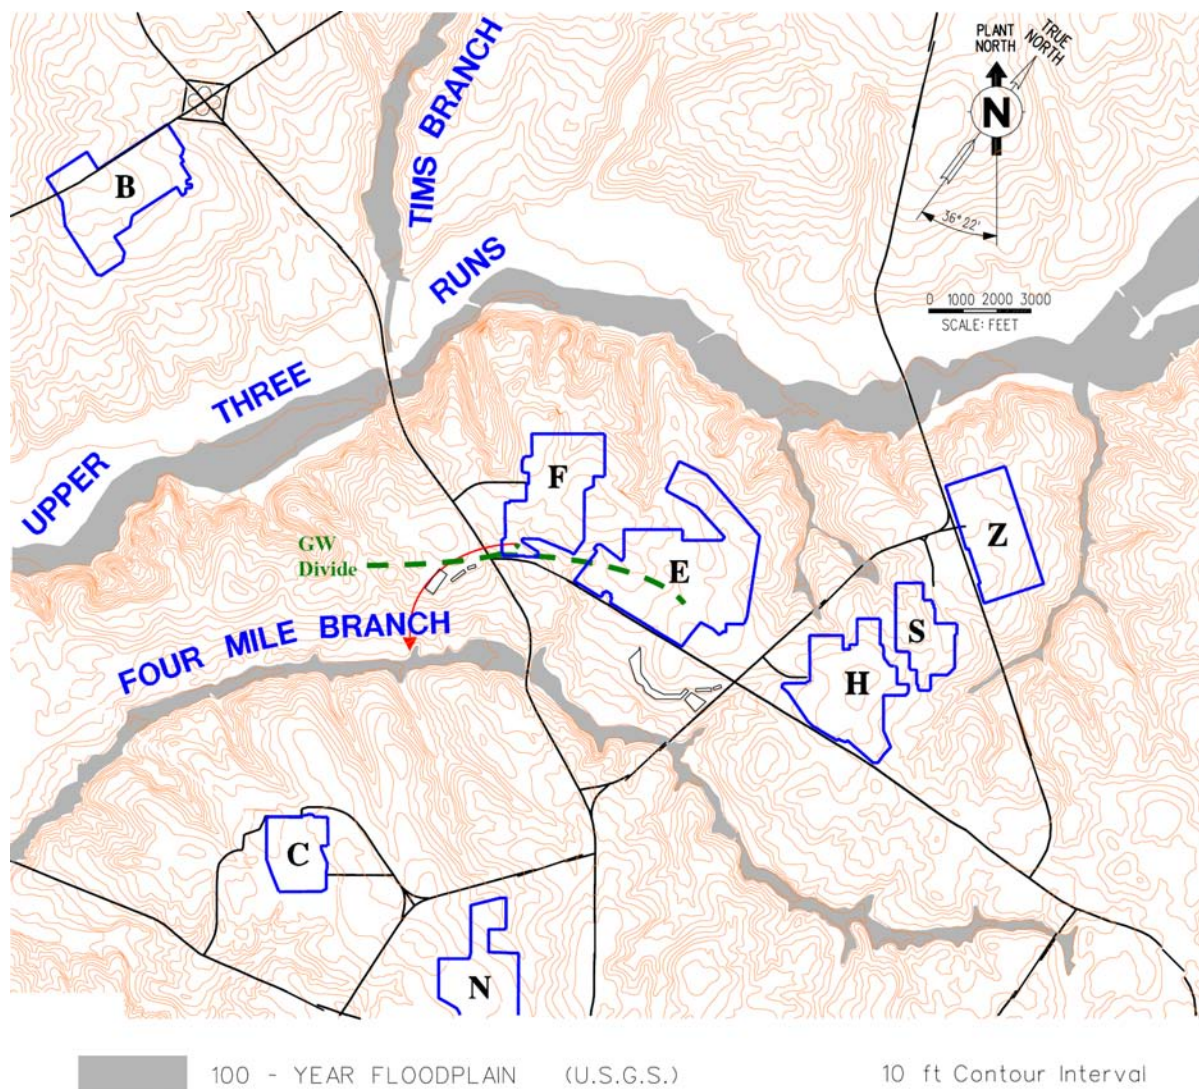 TIMS BRANCH
PLANT
NORTH
TRUE
NORTH
N
36° 22'
B
RUNS
0 1000 2000 3000
SCALE: FEET
THREE
UPPER
F
GW
Divide
E
Z
FOUR MILE BRANCH
S
H
C
N
100 - YEAR FLOODPLAIN (U.S.G.S.) 10 ft Contour Interval